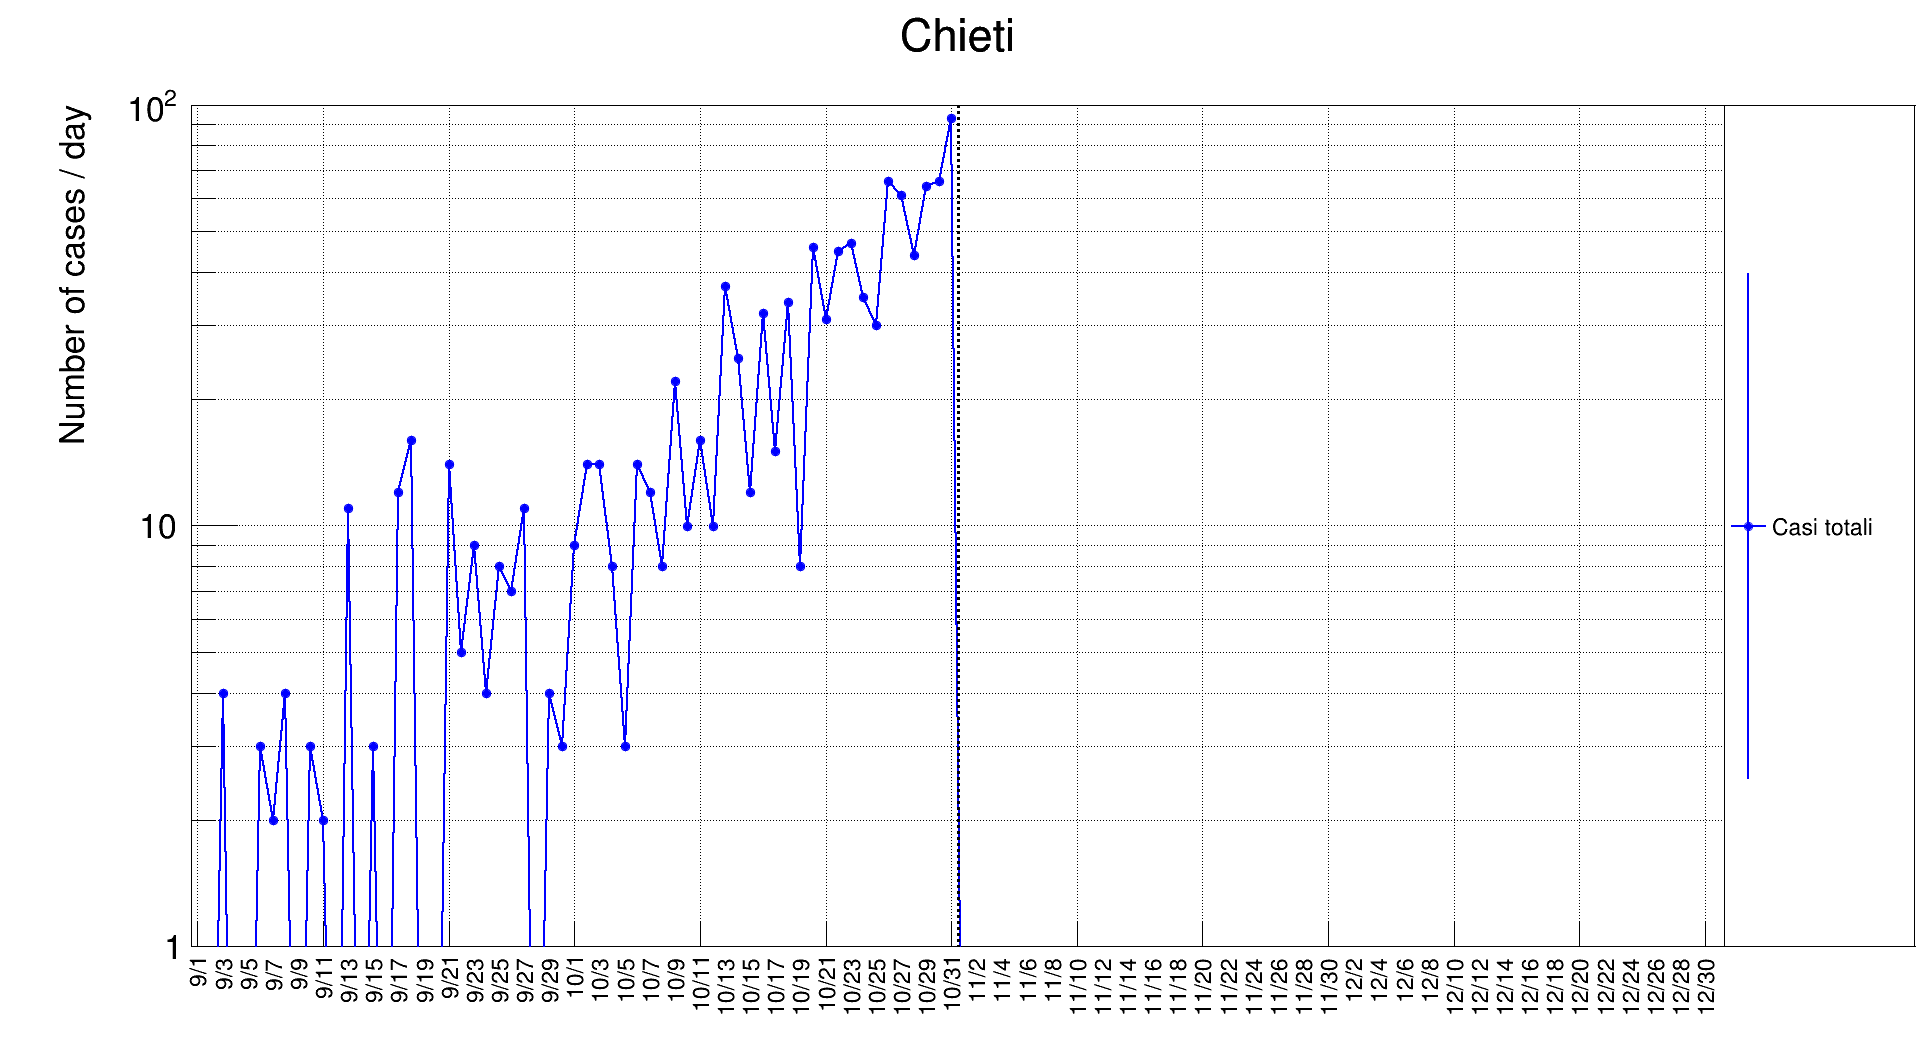 Chieti
Number of cases / day
10²
10
1
9/1 9/3 9/5 9/7 9/9 9/11 9/13 9/15 9/17 9/19 9/21 9/23 9/25 9/27 9/29 10/1 10/3 10/5 10/7 10/9 10/11 10/13 10/15 10/17 10/19 10/21 10/23 10/25 10/27 10/29 10/31 11/2 11/4 11/6 11/8 11/10 11/12 11/14 11/16 11/18 11/20 11/22 11/24 11/26 11/28 11/30 12/2 12/4 12/6 12/8 12/10 12/12 12/14 12/16 12/18 12/20 12/22 12/24 12/26 12/28 12/30
Casi totali